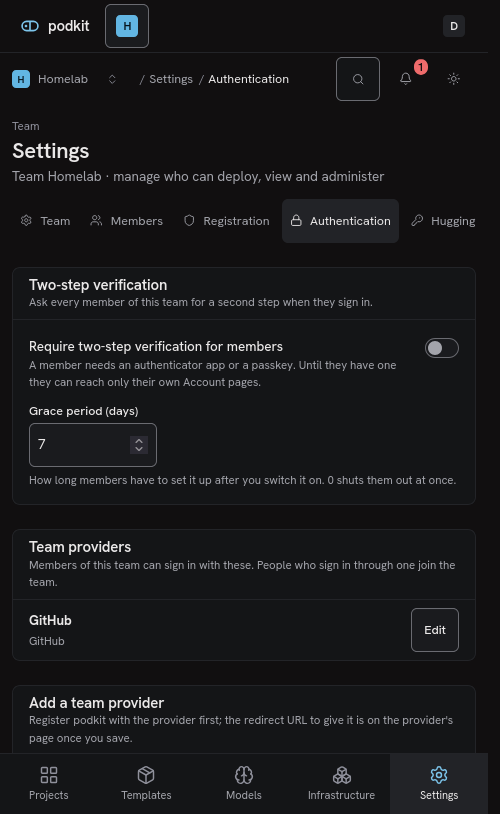 podkit
H
D
H Homelab / Settings / Authentication
1
Team
Settings
Team Homelab · manage who can deploy, view and administer
Team Members Registration Authentication Hugging
Two-step verification
Ask every member of this team for a second step when they sign in.
Require two-step verification for members
A member needs an authenticator app or a passkey. Until they have one
they can reach only their own Account pages.
Grace period (days)
7
How long members have to set it up after you switch it on. 0 shuts them out at once.
Team providers
Members of this team can sign in with these. People who sign in through one join the
team.
GitHub
GitHub
Edit
Add a team provider
Register podkit with the provider first; the redirect URL to give it is on the provider's
page once you save.
Projects Templates Models Infrastructure Settings